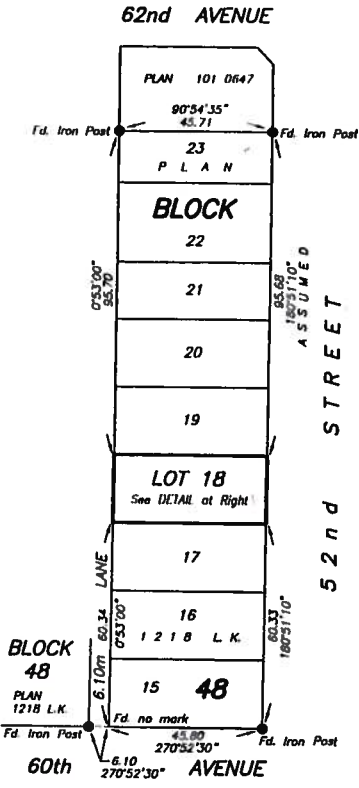 62nd AVENUE
PLAN 101 0647
90°54'35"
45.71
Fd. Iron Post
Fd. Iron Post
23
P L A N
BLOCK
22
0°53'00"
95.70
21
95.68
180°51'10"
ASSUMED
20
19
52nd STREET
LOT 18
See DETAIL at Right
17
LANE
60.34
0°53'00"
16
1 2 1 8 L. K.
60.33
180°51'10"
BLOCK
48
PLAN
1218 L.K.
6.10m
15 48
Fd. no mark
Fd. Iron Post
45.80
270°52'30"
Fd. Iron Post
6.10
270°52'30"
60th AVENUE